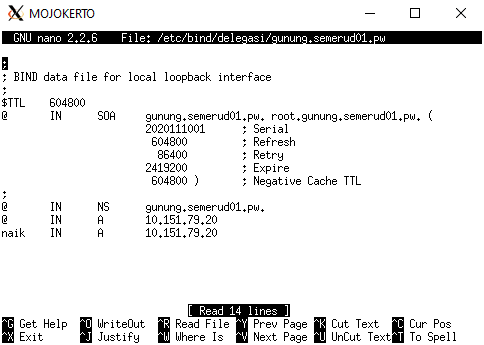 MOJOKERTO
GNU nano 2.2.6 File: /etc/bind/delegasi/gunung.semerud01.pw
;
; BIND data file for local loopback interface
;
$TTL 604800
@ IN SOA gunung.semerud01.pw. root.gunung.semerud01.pw. (
2020111001 ; Serial
604800 ; Refresh
86400 ; Retry
2419200 ; Expire
604800 ) ; Negative Cache TTL
;
@ IN NS gunung.semerud01.pw.
@ IN A 10.151.79.20
naik IN A 10.151.79.20
[ Read 14 lines ]
^G Get Help ^O WriteOut ^R Read File ^Y Prev Page ^K Cut Text ^C Cur Pos
^X Exit ^J Justify ^W Where Is ^V Next Page ^U UnCut Text ^T To Spell